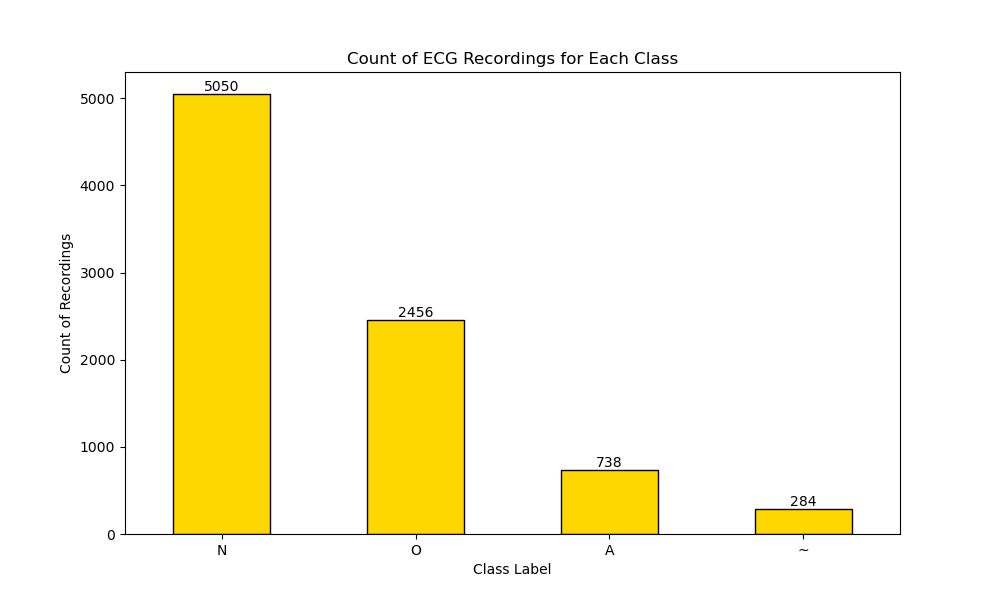 Count of ECG Recordings for Each Class
5050
5000
4000
3000
2456
2000
1000
738
284
0
Count of Recordings
N O A ~
Class Label